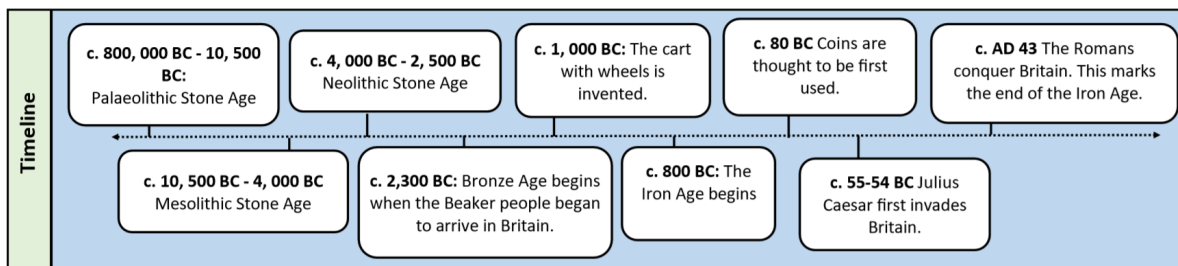 Timeline
c. 800, 000 BC - 10, 500
BC:
Palaeolithic Stone Age
c. 10, 500 BC - 4, 000 BC
Mesolithic Stone Age
c. 4, 000 BC - 2, 500 BC
Neolithic Stone Age
c. 2,300 BC: Bronze Age begins
when the Beaker people began
to arrive in Britain.
c. 1, 000 BC: The cart
with wheels is
invented.
c. 800 BC: The
Iron Age begins
c. 80 BC Coins are
thought to be first
used.
c. 55-54 BC Julius
Caesar first invades
Britain.
c. AD 43 The Romans
conquer Britain. This marks
the end of the Iron Age.